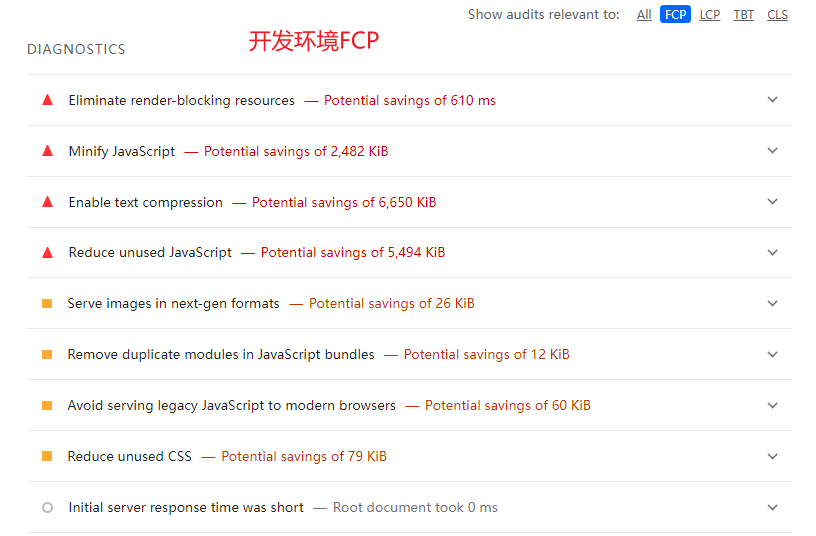 Show audits relevant to: All FCP LCP TBT CLS
开发环境FCP
DIAGNOSTICS
Eliminate render-blocking resources — Potential savings of 610 ms
Minify JavaScript — Potential savings of 2,482 KiB
Enable text compression — Potential savings of 6,650 KiB
Reduce unused JavaScript — Potential savings of 5,494 KiB
Serve images in next-gen formats — Potential savings of 26 KiB
Remove duplicate modules in JavaScript bundles — Potential savings of 12 KiB
Avoid serving legacy JavaScript to modern browsers — Potential savings of 60 KiB
Reduce unused CSS — Potential savings of 79 KiB
Initial server response time was short — Root document took 0 ms